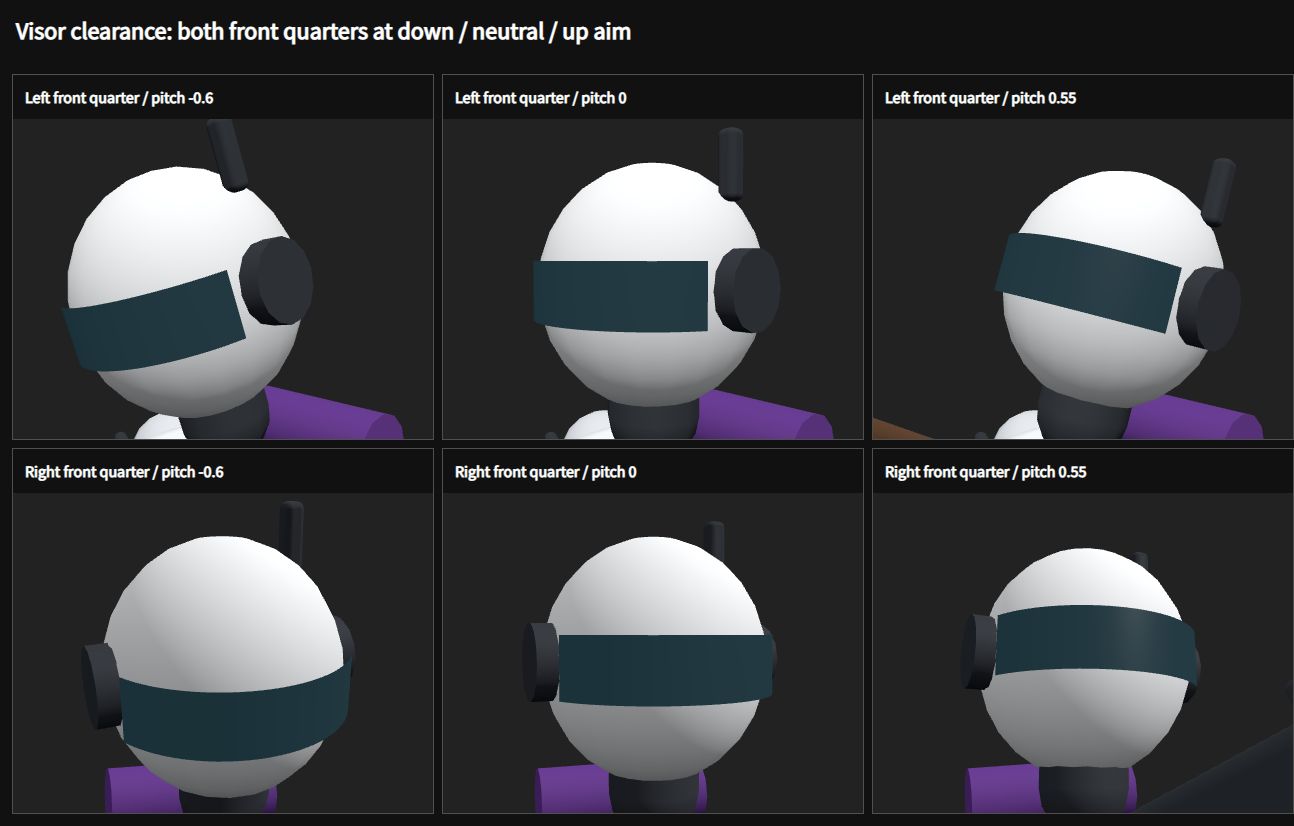 Visor clearance: both front quarters at down / neutral / up aim
Left front quarter / pitch -0.6
Left front quarter / pitch 0
Left front quarter / pitch 0.55
Right front quarter / pitch -0.6
Right front quarter / pitch 0
Right front quarter / pitch 0.55